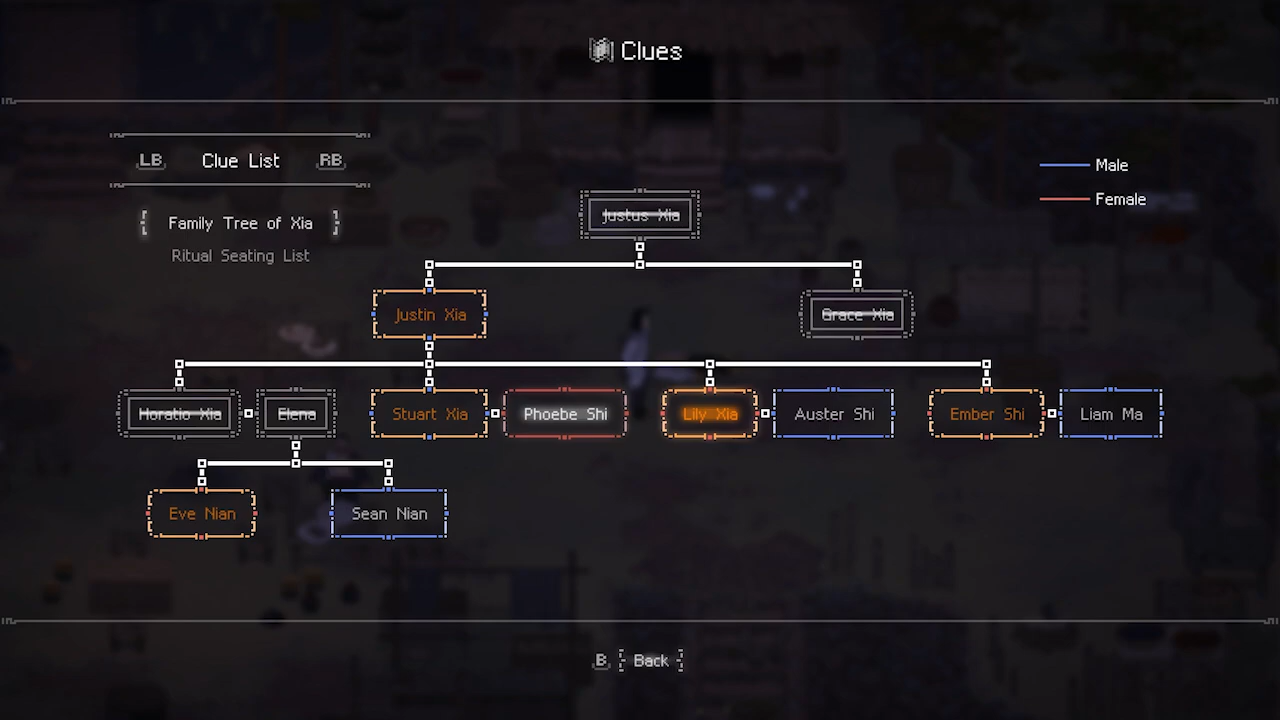 Clues
LB Clue List RB
Family Tree of Xia
Ritual Seating List
Male
Female
Justus Xia
Justin Xia
Grace Xia
Horatio Xia
Elena
Stuart Xia
Phoebe Shi
Lily Xia
Auster Shi
Ember Shi
Liam Ma
Eve Nian
Sean Nian
B Back